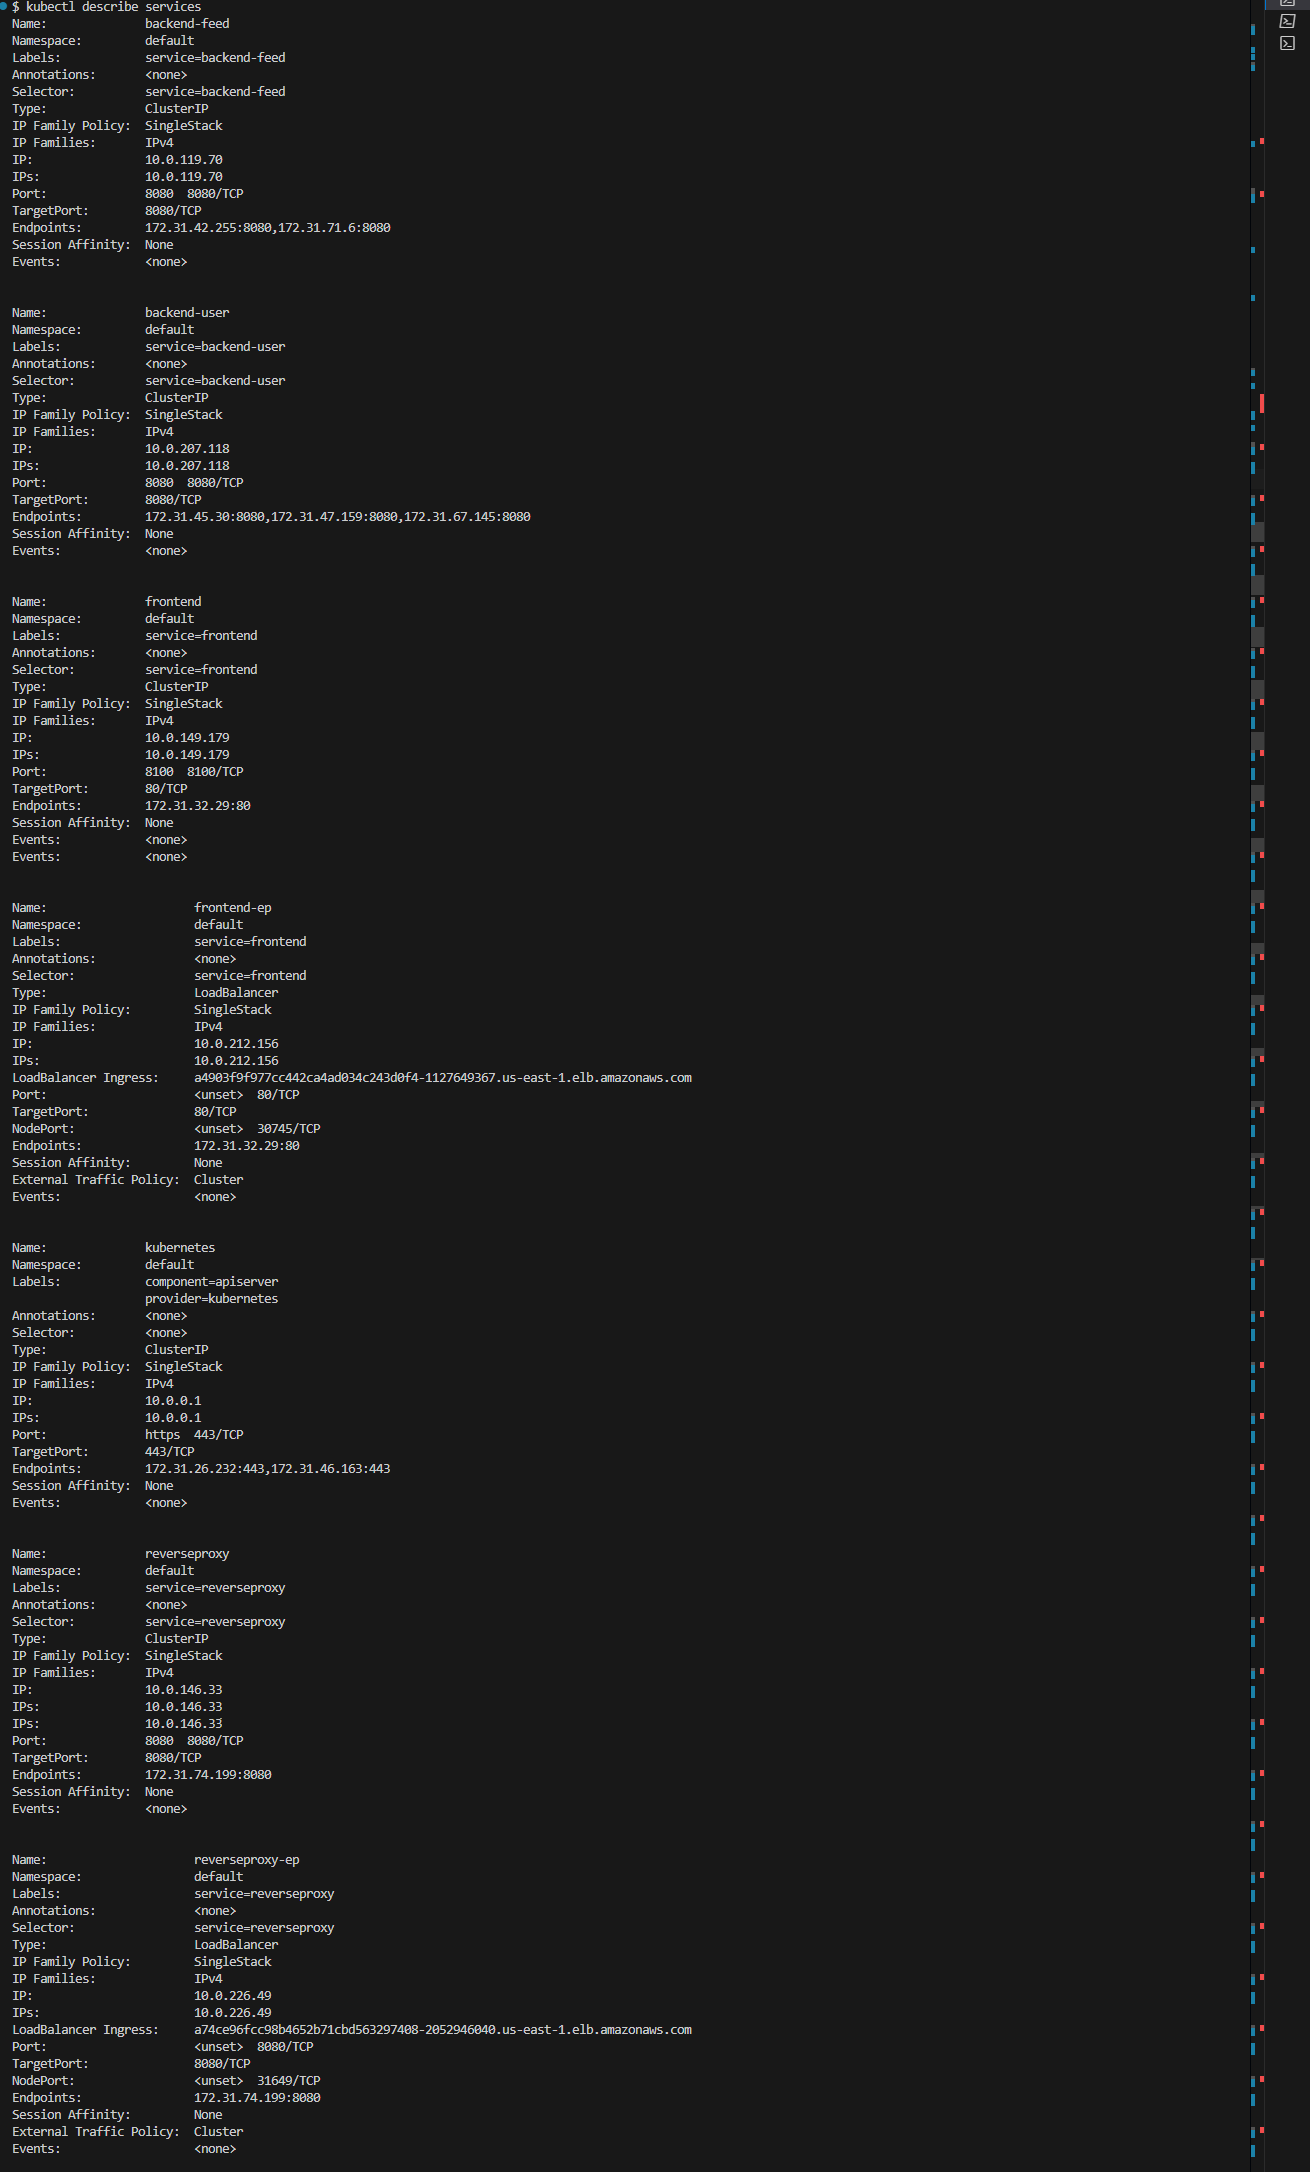 $ kubectl describe services
Name:              backend-feed
Namespace:         default
Labels:            service=backend-feed
Annotations:       <none>
Selector:          service=backend-feed
Type:              ClusterIP
IP Family Policy:  SingleStack
IP Families:       IPv4
IP:                10.0.119.70
IPs:               10.0.119.70
Port:              8080  8080/TCP
TargetPort:        8080/TCP
Endpoints:         172.31.42.255:8080,172.31.71.6:8080
Session Affinity:  None
Events:            <none>

Name:              backend-user
Namespace:         default
Labels:            service=backend-user
Annotations:       <none>
Selector:          service=backend-user
Type:              ClusterIP
IP Family Policy:  SingleStack
IP Families:       IPv4
IP:                10.0.207.118
IPs:               10.0.207.118
Port:              8080  8080/TCP
TargetPort:        8080/TCP
Endpoints:         172.31.45.30:8080,172.31.47.159:8080,172.31.67.145:8080
Session Affinity:  None
Events:            <none>

Name:              frontend
Namespace:         default
Labels:            service=frontend
Annotations:       <none>
Selector:          service=frontend
Type:              ClusterIP
IP Family Policy:  SingleStack
IP Families:       IPv4
IP:                10.0.149.179
IPs:               10.0.149.179
Port:              8100  8100/TCP
TargetPort:        80/TCP
Endpoints:         172.31.32.29:80
Session Affinity:  None
Events:            <none>
Events:            <none>

Name:                     frontend-ep
Namespace:                default
Labels:                   service=frontend
Annotations:              <none>
Selector:                 service=frontend
Type:                     LoadBalancer
IP Family Policy:         SingleStack
IP Families:              IPv4
IP:                       10.0.212.156
IPs:                      10.0.212.156
LoadBalancer Ingress:     a4903f9f977cc442ca4ad034c243d0f4-1127649367.us-east-1.elb.amazonaws.com
Port:                     <unset>  80/TCP
TargetPort:               80/TCP
NodePort:                 <unset>  30745/TCP
Endpoints:                172.31.32.29:80
Session Affinity:         None
External Traffic Policy:  Cluster
Events:                   <none>

Name:              kubernetes
Namespace:         default
Labels:            component=apiserver
                   provider=kubernetes
Annotations:       <none>
Selector:          <none>
Type:              ClusterIP
IP Family Policy:  SingleStack
IP Families:       IPv4
IP:                10.0.0.1
IPs:               10.0.0.1
Port:              https  443/TCP
TargetPort:        443/TCP
Endpoints:         172.31.26.232:443,172.31.46.163:443
Session Affinity:  None
Events:            <none>

Name:              reverseproxy
Namespace:         default
Labels:            service=reverseproxy
Annotations:       <none>
Selector:          service=reverseproxy
Type:              ClusterIP
IP Family Policy:  SingleStack
IP Families:       IPv4
IP:                10.0.146.33
IPs:               10.0.146.33
IPs:               10.0.146.33
Port:              8080  8080/TCP
TargetPort:        8080/TCP
Endpoints:         172.31.74.199:8080
Session Affinity:  None
Events:            <none>

Name:                     reverseproxy-ep
Namespace:                default
Labels:                   service=reverseproxy
Annotations:              <none>
Selector:                 service=reverseproxy
Type:                     LoadBalancer
IP Family Policy:         SingleStack
IP Families:              IPv4
IP:                       10.0.226.49
IPs:                      10.0.226.49
LoadBalancer Ingress:     a74ce96fcc98b4652b71cbd563297408-2052946040.us-east-1.elb.amazonaws.com
Port:                     <unset>  8080/TCP
TargetPort:               8080/TCP
NodePort:                 <unset>  31649/TCP
Endpoints:                172.31.74.199:8080
Session Affinity:         None
External Traffic Policy:  Cluster
Events:                   <none>